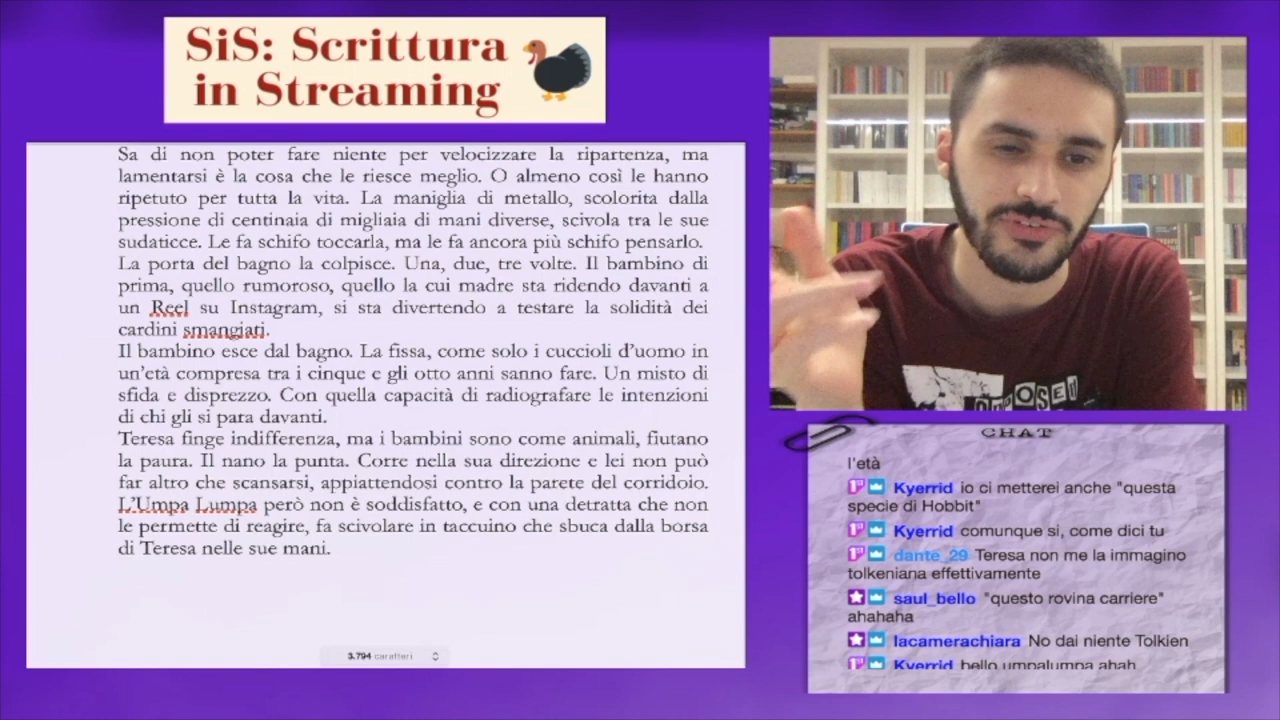 SiS: Scrittura
in Streaming
Sa di non poter fare niente per velocizzare la ripartenza, ma
lamentarsi è la cosa che le riesce meglio. O almeno così le hanno
ripetuto per tutta la vita. La maniglia di metallo, scolorita dalla
pressione di centinaia di migliaia di mani diverse, scivola tra le sue
sudaticce. Le fa schifo toccarla, ma le fa ancora più schifo pensarlo.
La porta del bagno la colpisce. Una, due, tre volte. Il bambino di
prima, quello rumoroso, quello la cui madre sta ridendo davanti a
un Reel su Instagram, si sta divertendo a testare la solidità dei
cardini smangiati.
Il bambino esce dal bagno. La fissa, come solo i cuccioli d'uomo in
un'età compresa tra i cinque e gli otto anni sanno fare. Un misto di
sfida e disprezzo. Con quella capacità di radiografare le intenzioni
di chi gli si para davanti.
Teresa finge indifferenza, ma i bambini sono come animali, fiutano
la paura. Il nano la punta. Corre nella sua direzione e lei non può
far altro che scansarsi, appiattendosi contro la parete del corridoio.
L'Umpa Lumpa però non è soddisfatto, e con una detratta che non
le permette di reagire, fa scivolare in taccuino che sbuca dalla borsa
di Teresa nelle sue mani.
3.794 caratteri
CHAT
l'età
Kyerrid io ci metterei anche "questa
specie di Hobbit"
Kyerrid comunque si, come dici tu
dante_29 Teresa non me la immagino
tolkeniana effettivamente
saul_bello "questo rovina carriere"
ahahaha
lacamerachiara No dai niente Tolkien
Kyerrid bello umpalumpa ahah